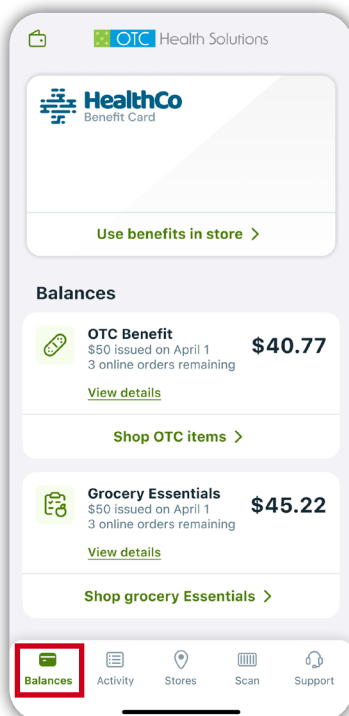 OTC Health Solutions
HealthCo
Benefit Card
Use benefits in store >
Balances
OTC Benefit
$50 issued on April 1
3 online orders remaining
$40.77
View details
Shop OTC items >
Grocery Essentials
$50 issued on April 1
3 online orders remaining
$45.22
View details
Shop grocery Essentials >
Balances Activity Stores Scan Support